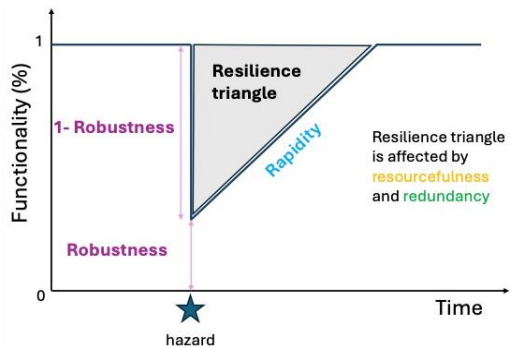 Functionality (%)
1
Resilience
triangle
1- Robustness
Rapidity
Resilience triangle
is affected by
resourcefulness
and redundancy
Robustness
0
Time
hazard